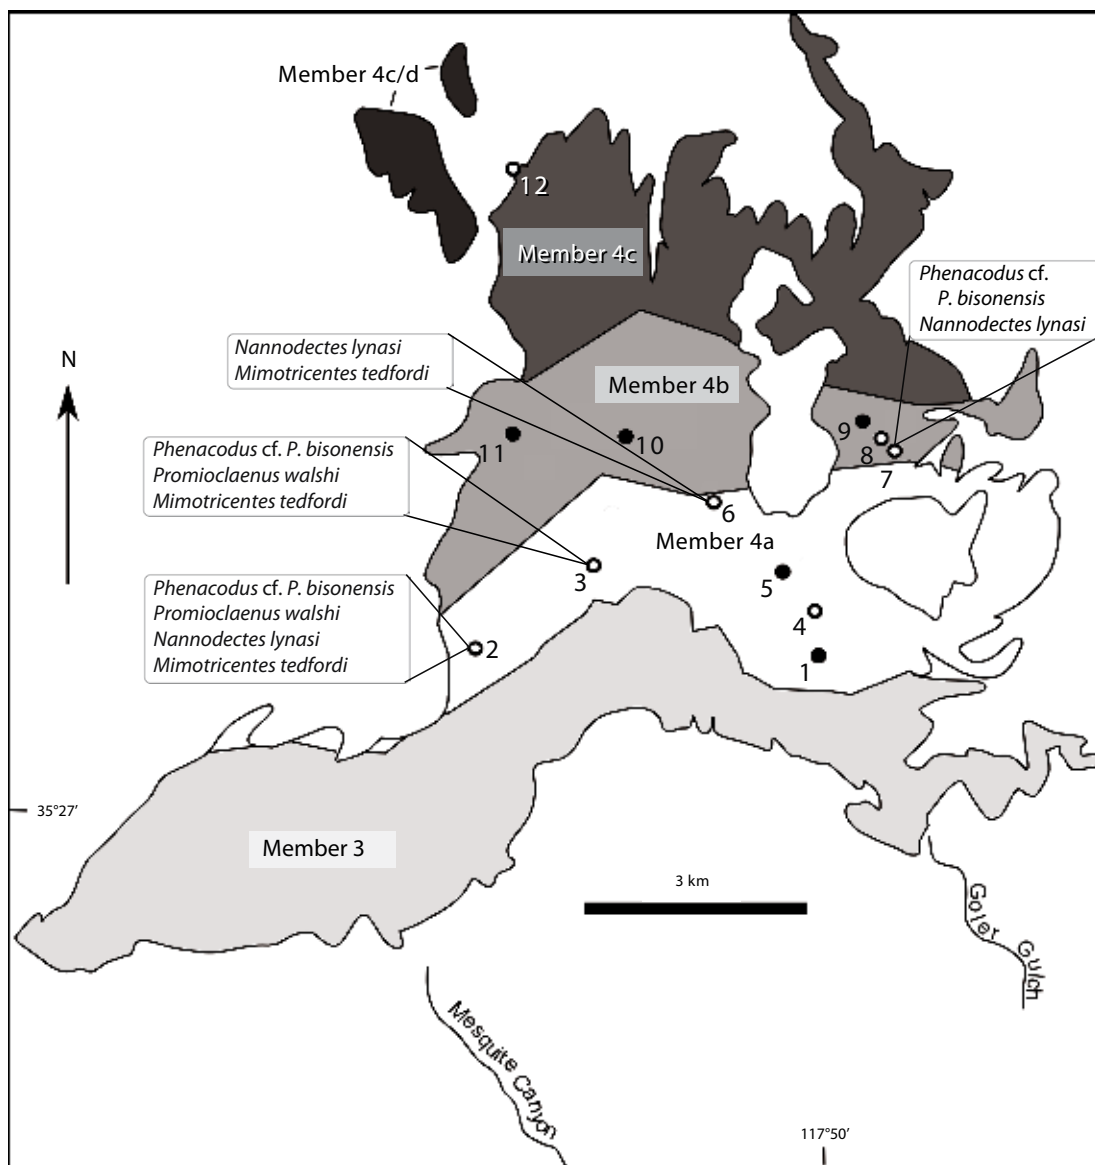 Member 4c/d
12
Member 4c
Phenacodus cf.
P. bisonensis
Nannodectes lynasi
N
Nannodectes lynasi
Mimotricentes tedfordi
Member 4b
9
8
7
11
10
Phenacodus cf. P. bisonensis
Promioclaenus walshi
Mimotricentes tedfordi
6
Member 4a
3
5
Phenacodus cf. P. bisonensis
Promioclaenus walshi
Nannodectes lynasi
Mimotricentes tedfordi
4
2
1
35°27′
Member 3
3 km
Goler Gulch
Mesquite Canyon
117°50′